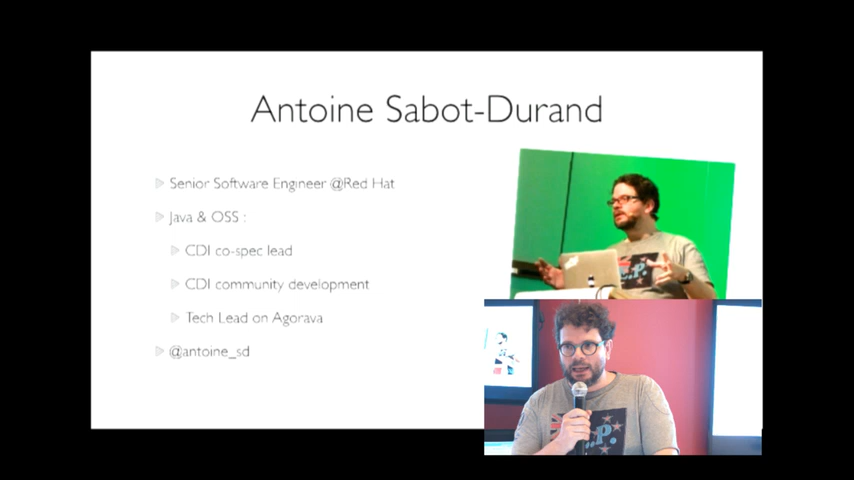 Antoine Sabot-Durand
Senior Software Engineer @Red Hat
Java & OSS :
CDI co-spec lead
CDI community development
Tech Lead on Agorava
@antoine_sd
.P.
..P.